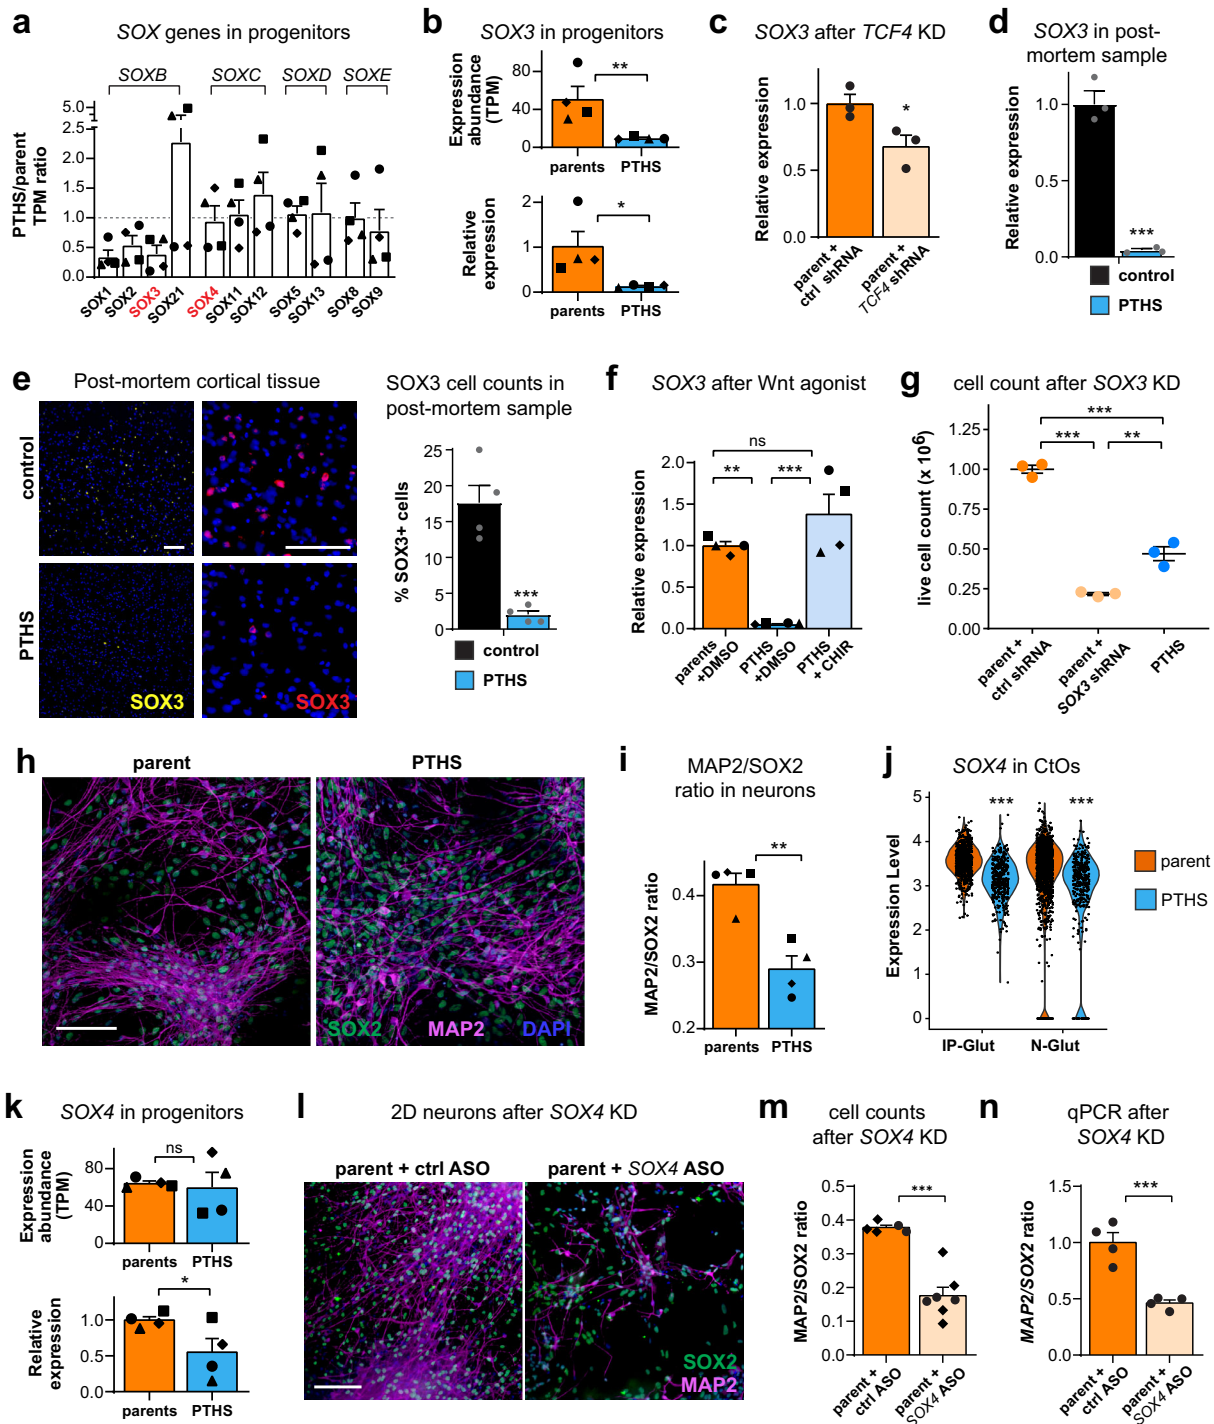 a
SOX genes in progenitors
SOXB SOXC SOXD SOXE
PTHS/parent
TPM ratio
5.0
2.5
2.0
1.5
1.0
0.5
0.0
SOX1 SOX2 SOX3 SOX21 SOX4 SOX11 SOX12 SOX5 SOX13 SOX8 SOX9
b
SOX3 in progenitors
Expression
abundance
(TPM)
80
40
0
**
parents PTHS
Relative
expression
2
1
0
*
parents PTHS
c
SOX3 after TCF4 KD
Relative expression
1.0
0.5
0.0
*
parent +
ctrl shRNA
parent +
TCF4 shRNA
d
SOX3 in post-
mortem sample
Relative expression
1.0
0.5
0.0
***
control
PTHS
e
Post-mortem cortical tissue
control
PTHS
SOX3
SOX3
SOX3 cell counts in
post-mortem sample
% SOX3+ cells
25
20
15
10
5
0
***
control
PTHS
f
SOX3 after Wnt agonist
Relative expression
2.0
1.5
1.0
0.5
0.0
ns
** ***
parents
+DMSO
PTHS
+DMSO
PTHS
+CHIR
g
cell count after SOX3 KD
live cell count (x 10⁶)
1.25
1.00
0.50
0.25
0.00
***
*** **
parent +
ctrl shRNA
parent +
SOX3 shRNA
PTHS
h
parent PTHS
SOX2 MAP2 DAPI
i
MAP2/SOX2
ratio in neurons
MAP2/SOX2 ratio
0.4
0.3
0.2
**
parents PTHS
j
SOX4 in CtOs
Expression Level
5
4
3
2
1
0
*** ***
IP-Glut N-Glut
parent
PTHS
k
SOX4 in progenitors
Expression
abundance
(TPM)
80
40
0
ns
parents PTHS
Relative
expression
1.0
0.5
0.0
*
parents PTHS
l
2D neurons after SOX4 KD
parent + ctrl ASO parent + SOX4 ASO
SOX2
MAP2
m
cell counts
after SOX4 KD
MAP2/SOX2 ratio
0.5
0.4
0.3
0.2
0.1
0.0
***
parent +
ctrl ASO
parent +
SOX4 ASO
n
qPCR after
SOX4 KD
MAP2/SOX2 ratio
1.5
1.0
0.5
0.0
***
parent +
ctrl ASO
parent +
SOX4 ASO